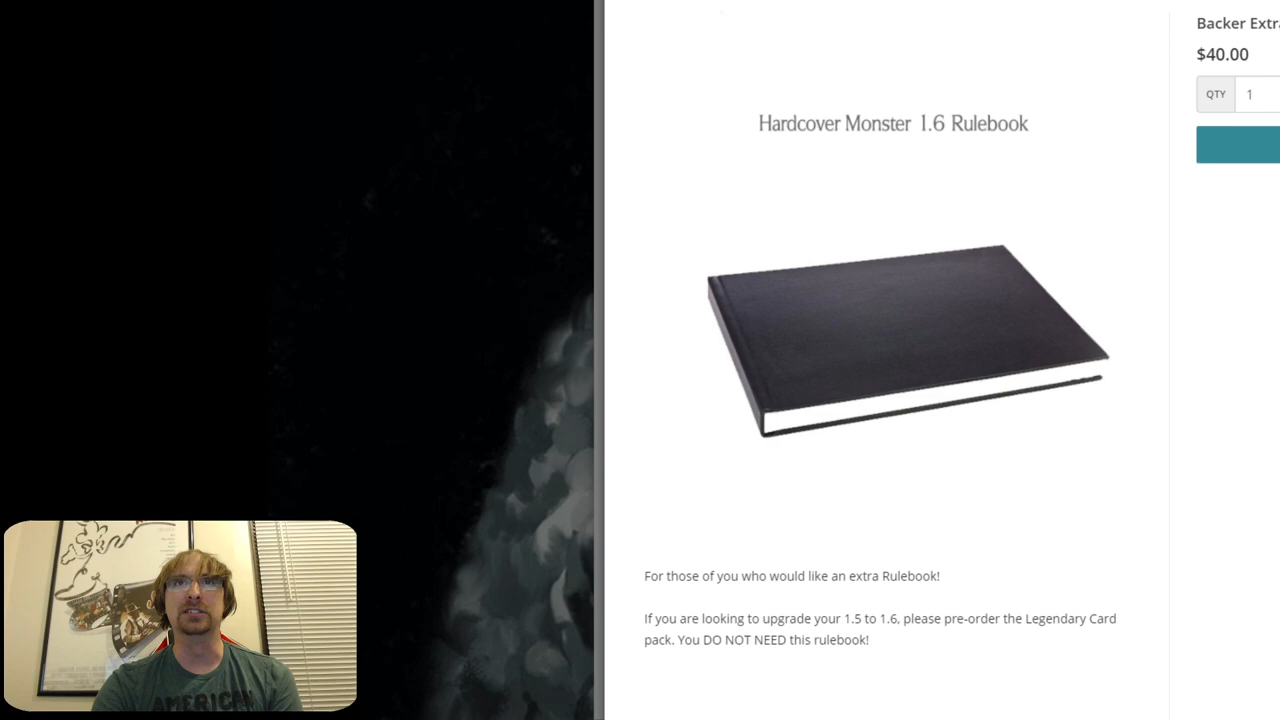 Backer Extr
$40.00
QTY 1
Hardcover Monster 1.6 Rulebook
For those of you who would like an extra Rulebook!
If you are looking to upgrade your 1.5 to 1.6, please pre-order the Legendary Card
pack. You DO NOT NEED this rulebook!
AMERICAN